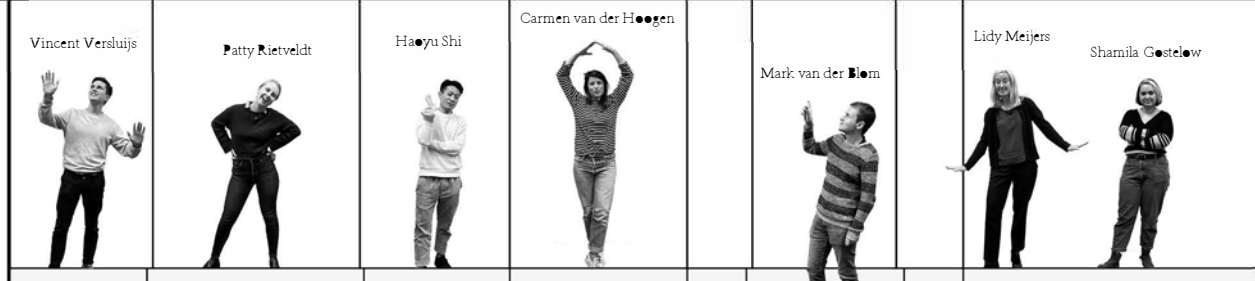 Vincent Versluijs
Patty Rietveldt
Haoyu Shi
Carmen van der Hoogen
Mark van der Blom
Lidy Meijers
Shamila Gostelow